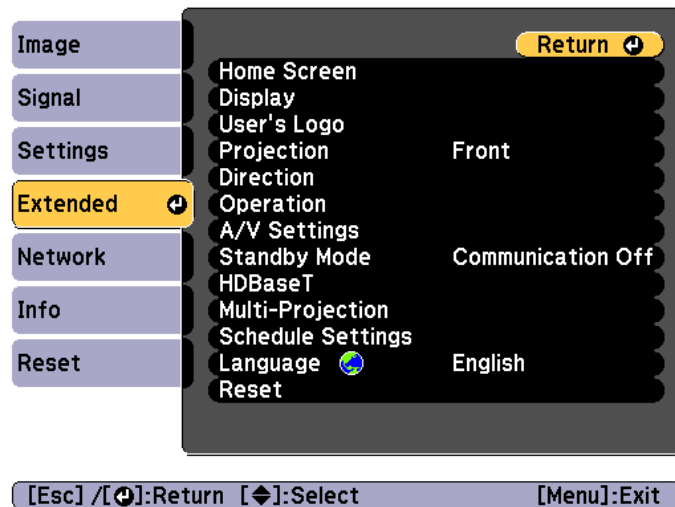 Image
Signal
Settings
Extended
Network
Info
Reset
Return
Home Screen
Display
User's Logo
Projection Front
Direction
Operation
A/V Settings
Standby Mode Communication Off
HDBaseT
Multi-Projection
Schedule Settings
Language English
Reset
[Esc] /[ ]:Return [ ]:Select [Menu]:Exit